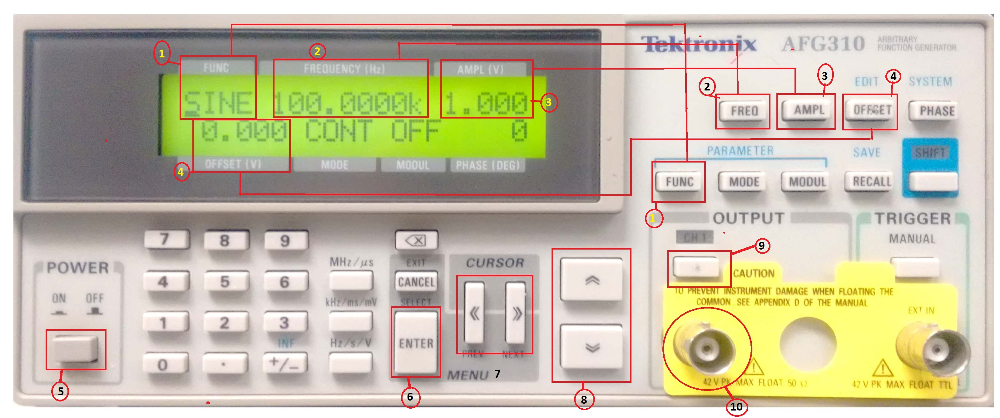 Tektronix AFG310 ARBITRARY
FUNCTION GENERATOR
1
2
FUNC FREQUENCY (Hz) AMPL (V)
SINE 100.0000k 1.000
3
0.000 CONT OFF 0
4
OFFSET (V) MODE MODUL PHASE (DEG)
2
3
4
EDIT SYSTEM
FREQ AMPL OFFSET PHASE
PARAMETER SAVE SHIFT
FUNC MODE MODUL RECALL
1
OUTPUT TRIGGER
CH 1 MANUAL
9
POWER
ON OFF
5
7 8 9
4 5 6
1 2 3
INF
0 . +/-
MHz/µs
kHz/ms/mV
Hz/s/V
EXIT
CANCEL
SELECT
ENTER
6
CURSOR
PREV NEXT
MENU 7
8
CAUTION
TO PREVENT INSTRUMENT DAMAGE WHEN FLOATING THE
COMMON SEE APPENDIX D OF THE MANUAL
EXT IN
42 V PK MAX FLOAT 50 Ω
42 V PK MAX FLOAT TTL
10